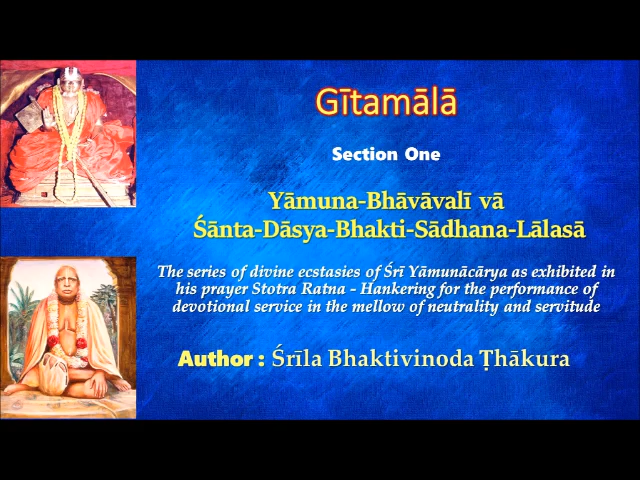 Gītamālā
Section One
Yāmuna-Bhāvāvalī vā
Śānta-Dāsya-Bhakti-Sādhana-Lālasā
The series of divine ecstasies of Śrī Yāmunācārya as exhibited in
his prayer Stotra Ratna - Hankering for the performance of
devotional service in the mellow of neutrality and servitude
Author : Śrīla Bhaktivinoda Ṭhākura